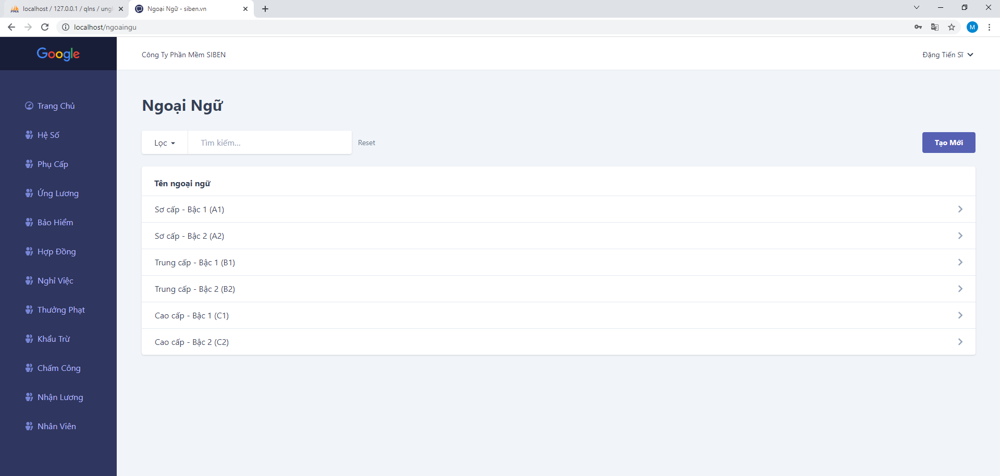 localhost / 127.0.0.1 / qlns / ung
Ngoại Ngữ - siben.vn
localhost/ngoaingu
M
Google
Công Ty Phần Mềm SIBEN
Đặng Tiến Sĩ
Trang Chủ
Hệ Số
Phụ Cấp
Ứng Lương
Bảo Hiểm
Hợp Đồng
Nghỉ Việc
Thưởng Phạt
Khẩu Trừ
Chấm Công
Nhận Lương
Nhân Viên
Ngoại Ngữ
Lọc
Tìm kiếm...
Reset
Tạo Mới
Tên ngoại ngữ
Sơ cấp - Bậc 1 (A1)
Sơ cấp - Bậc 2 (A2)
Trung cấp - Bậc 1 (B1)
Trung cấp - Bậc 2 (B2)
Cao cấp - Bậc 1 (C1)
Cao cấp - Bậc 2 (C2)